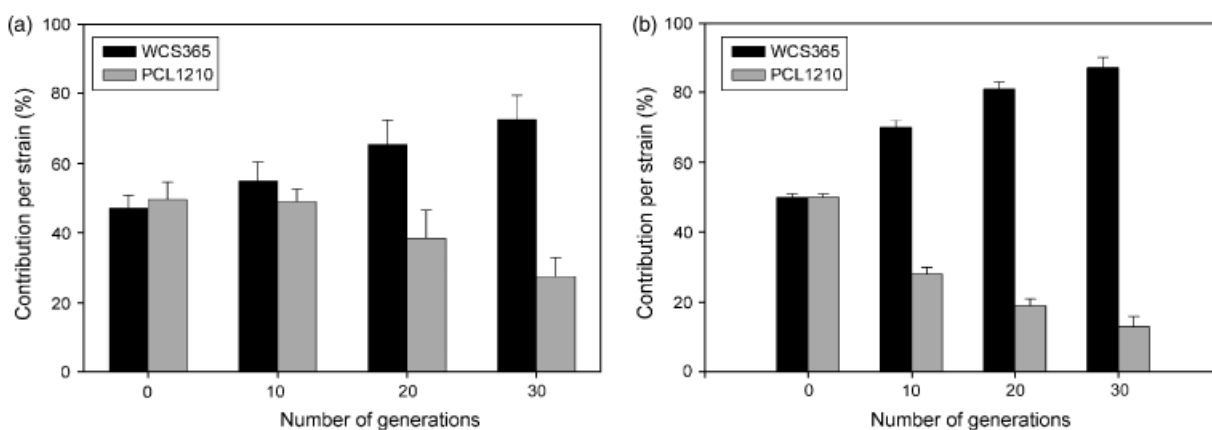 (a)
100
80
60
40
20
0
Contribution per strain (%)
WCS365
PCL1210
0 10 20 30
Number of generations
(b)
100
80
60
40
20
0
Contribution per strain (%)
WCS365
PCL1210
0 10 20 30
Number of generations